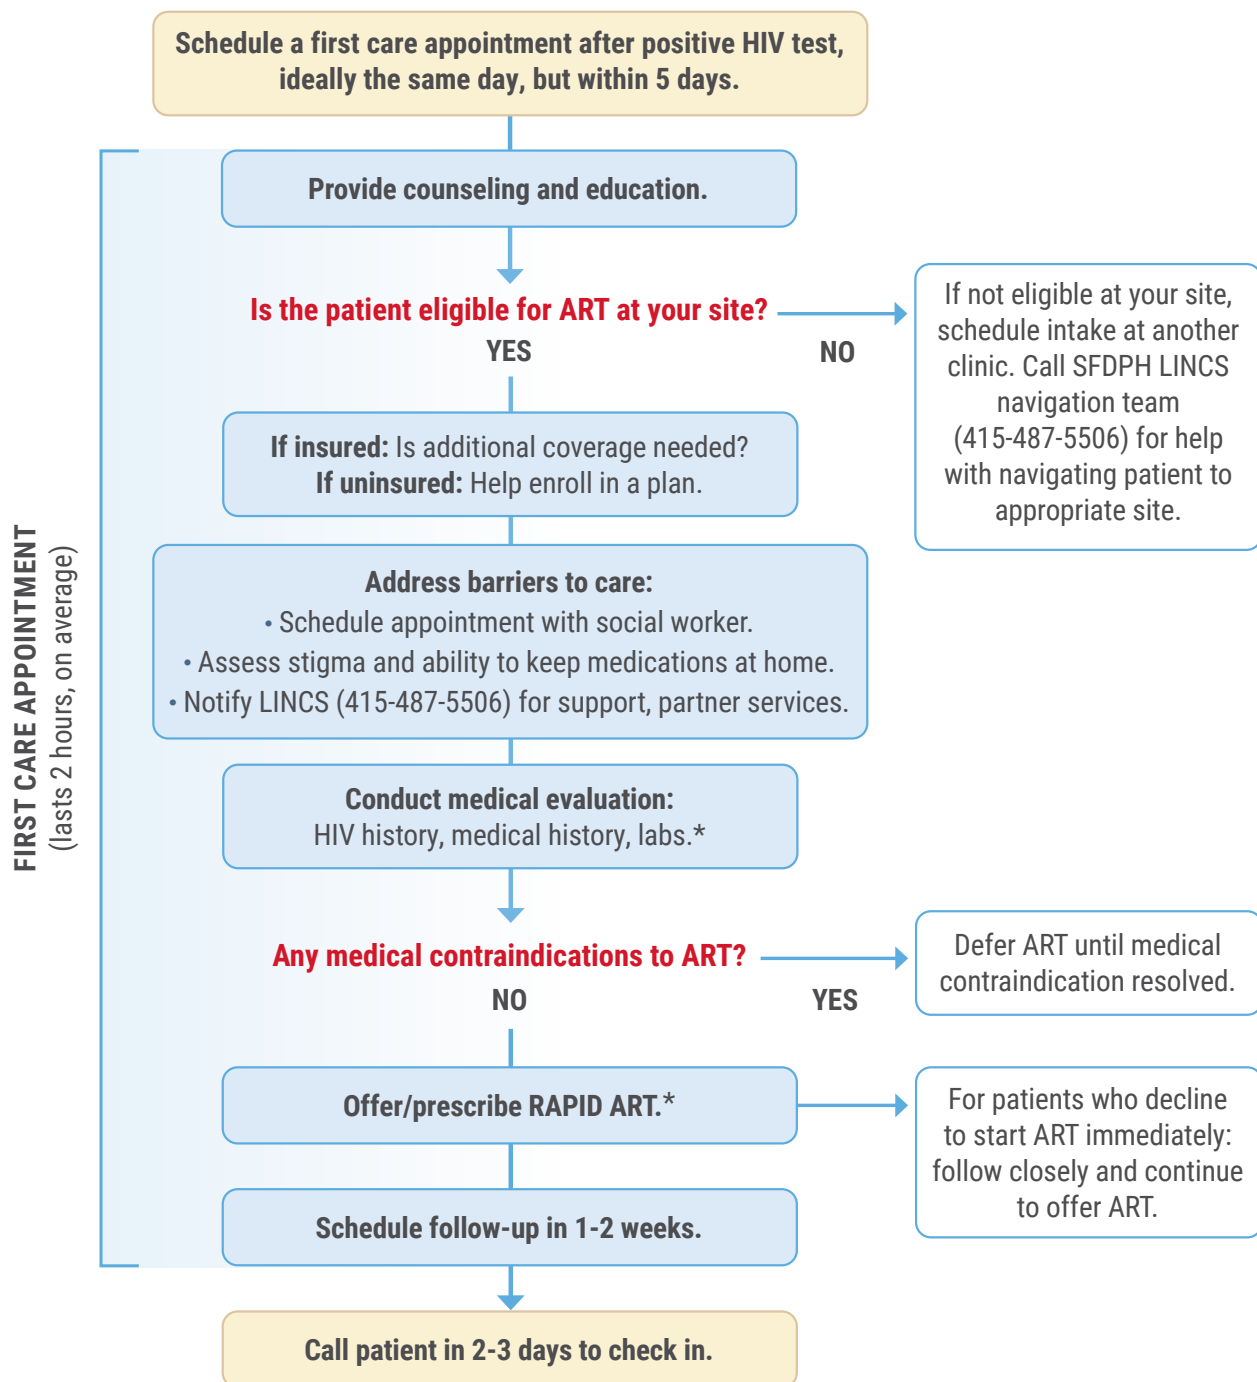 Schedule a first care appointment after positive HIV test,
ideally the same day, but within 5 days.
FIRST CARE APPOINTMENT
(lasts 2 hours, on average)
Provide counseling and education.
Is the patient eligible for ART at your site?
YES
NO
If not eligible at your site,
schedule intake at another
clinic. Call SFDPH LINCS
navigation team
(415-487-5506) for help
with navigating patient to
appropriate site.
If insured: Is additional coverage needed?
If uninsured: Help enroll in a plan.
Address barriers to care:
• Schedule appointment with social worker.
• Assess stigma and ability to keep medications at home.
• Notify LINCS (415-487-5506) for support, partner services.
Conduct medical evaluation:
HIV history, medical history, labs.*
Any medical contraindications to ART?
NO
YES
Defer ART until medical
contraindication resolved.
Offer/prescribe RAPID ART.*
For patients who decline
to start ART immediately:
follow closely and continue
to offer ART.
Schedule follow-up in 1-2 weeks.
Call patient in 2-3 days to check in.